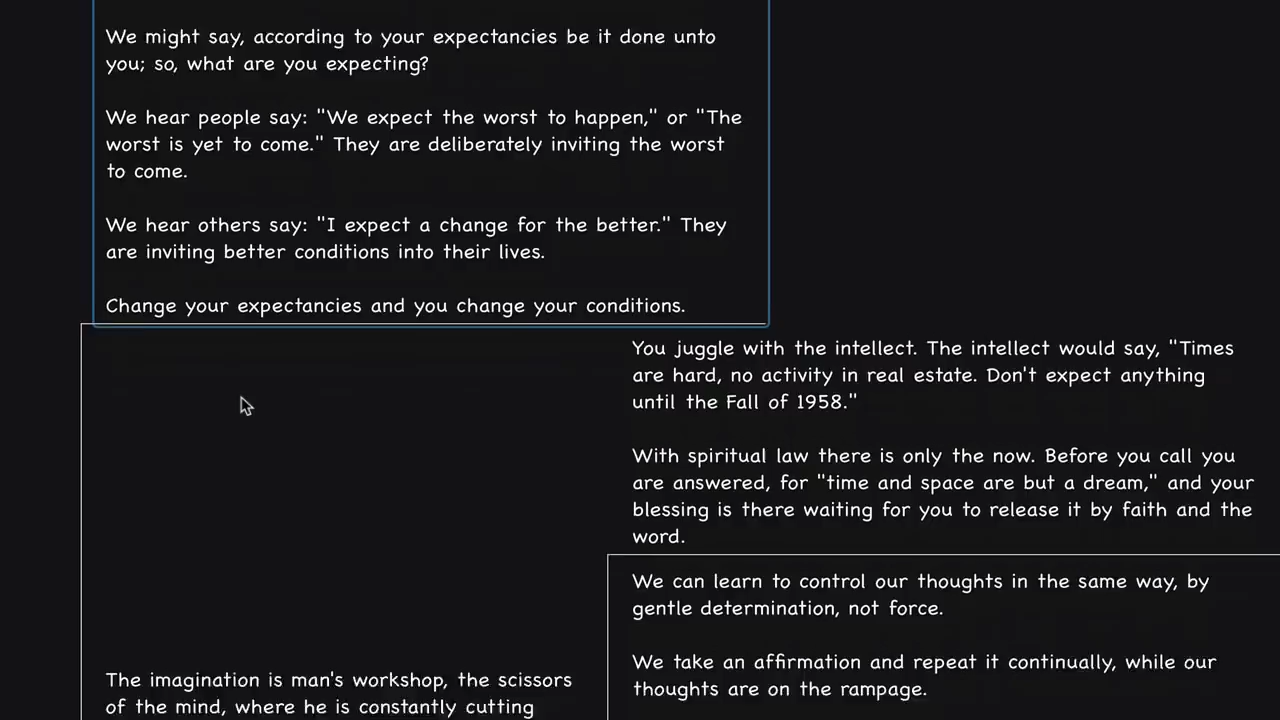 We might say, according to your expectancies be it done unto
you; so, what are you expecting?
We hear people say: "We expect the worst to happen," or "The
worst is yet to come." They are deliberately inviting the worst
to come.
We hear others say: "I expect a change for the better." They
are inviting better conditions into their lives.
Change your expectancies and you change your conditions.
You juggle with the intellect. The intellect would say, "Times
are hard, no activity in real estate. Don't expect anything
until the Fall of 1958."
With spiritual law there is only the now. Before you call you
are answered, for "time and space are but a dream," and your
blessing is there waiting for you to release it by faith and the
word.
We can learn to control our thoughts in the same way, by
gentle determination, not force.
We take an affirmation and repeat it continually, while our
thoughts are on the rampage.
The imagination is man's workshop, the scissors
of the mind, where he is constantly cutting